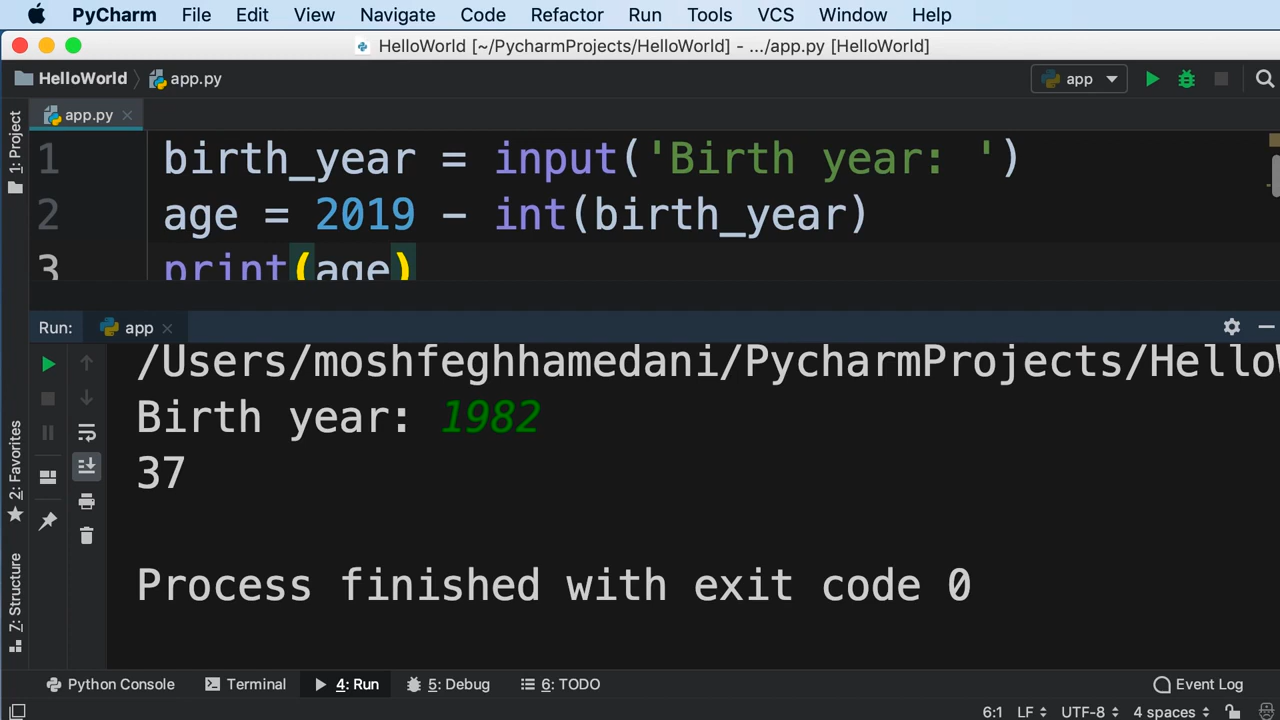 PyCharm File Edit View Navigate Code Refactor Run Tools VCS Window Help
HelloWorld [~/PycharmProjects/HelloWorld] - .../app.py [HelloWorld]
HelloWorld app.py app
app.py
1: Project
1 birth_year = input('Birth year: ')
2 age = 2019 - int(birth_year)
3 print(age)
Run: app
/Users/moshfeghhamedani/PycharmProjects/HelloW
Birth year: 1982
37
Process finished with exit code 0
2: Favorites
7: Structure
Python Console Terminal 4: Run 5: Debug 6: TODO Event Log
6:1 LF UTF-8 4 spaces